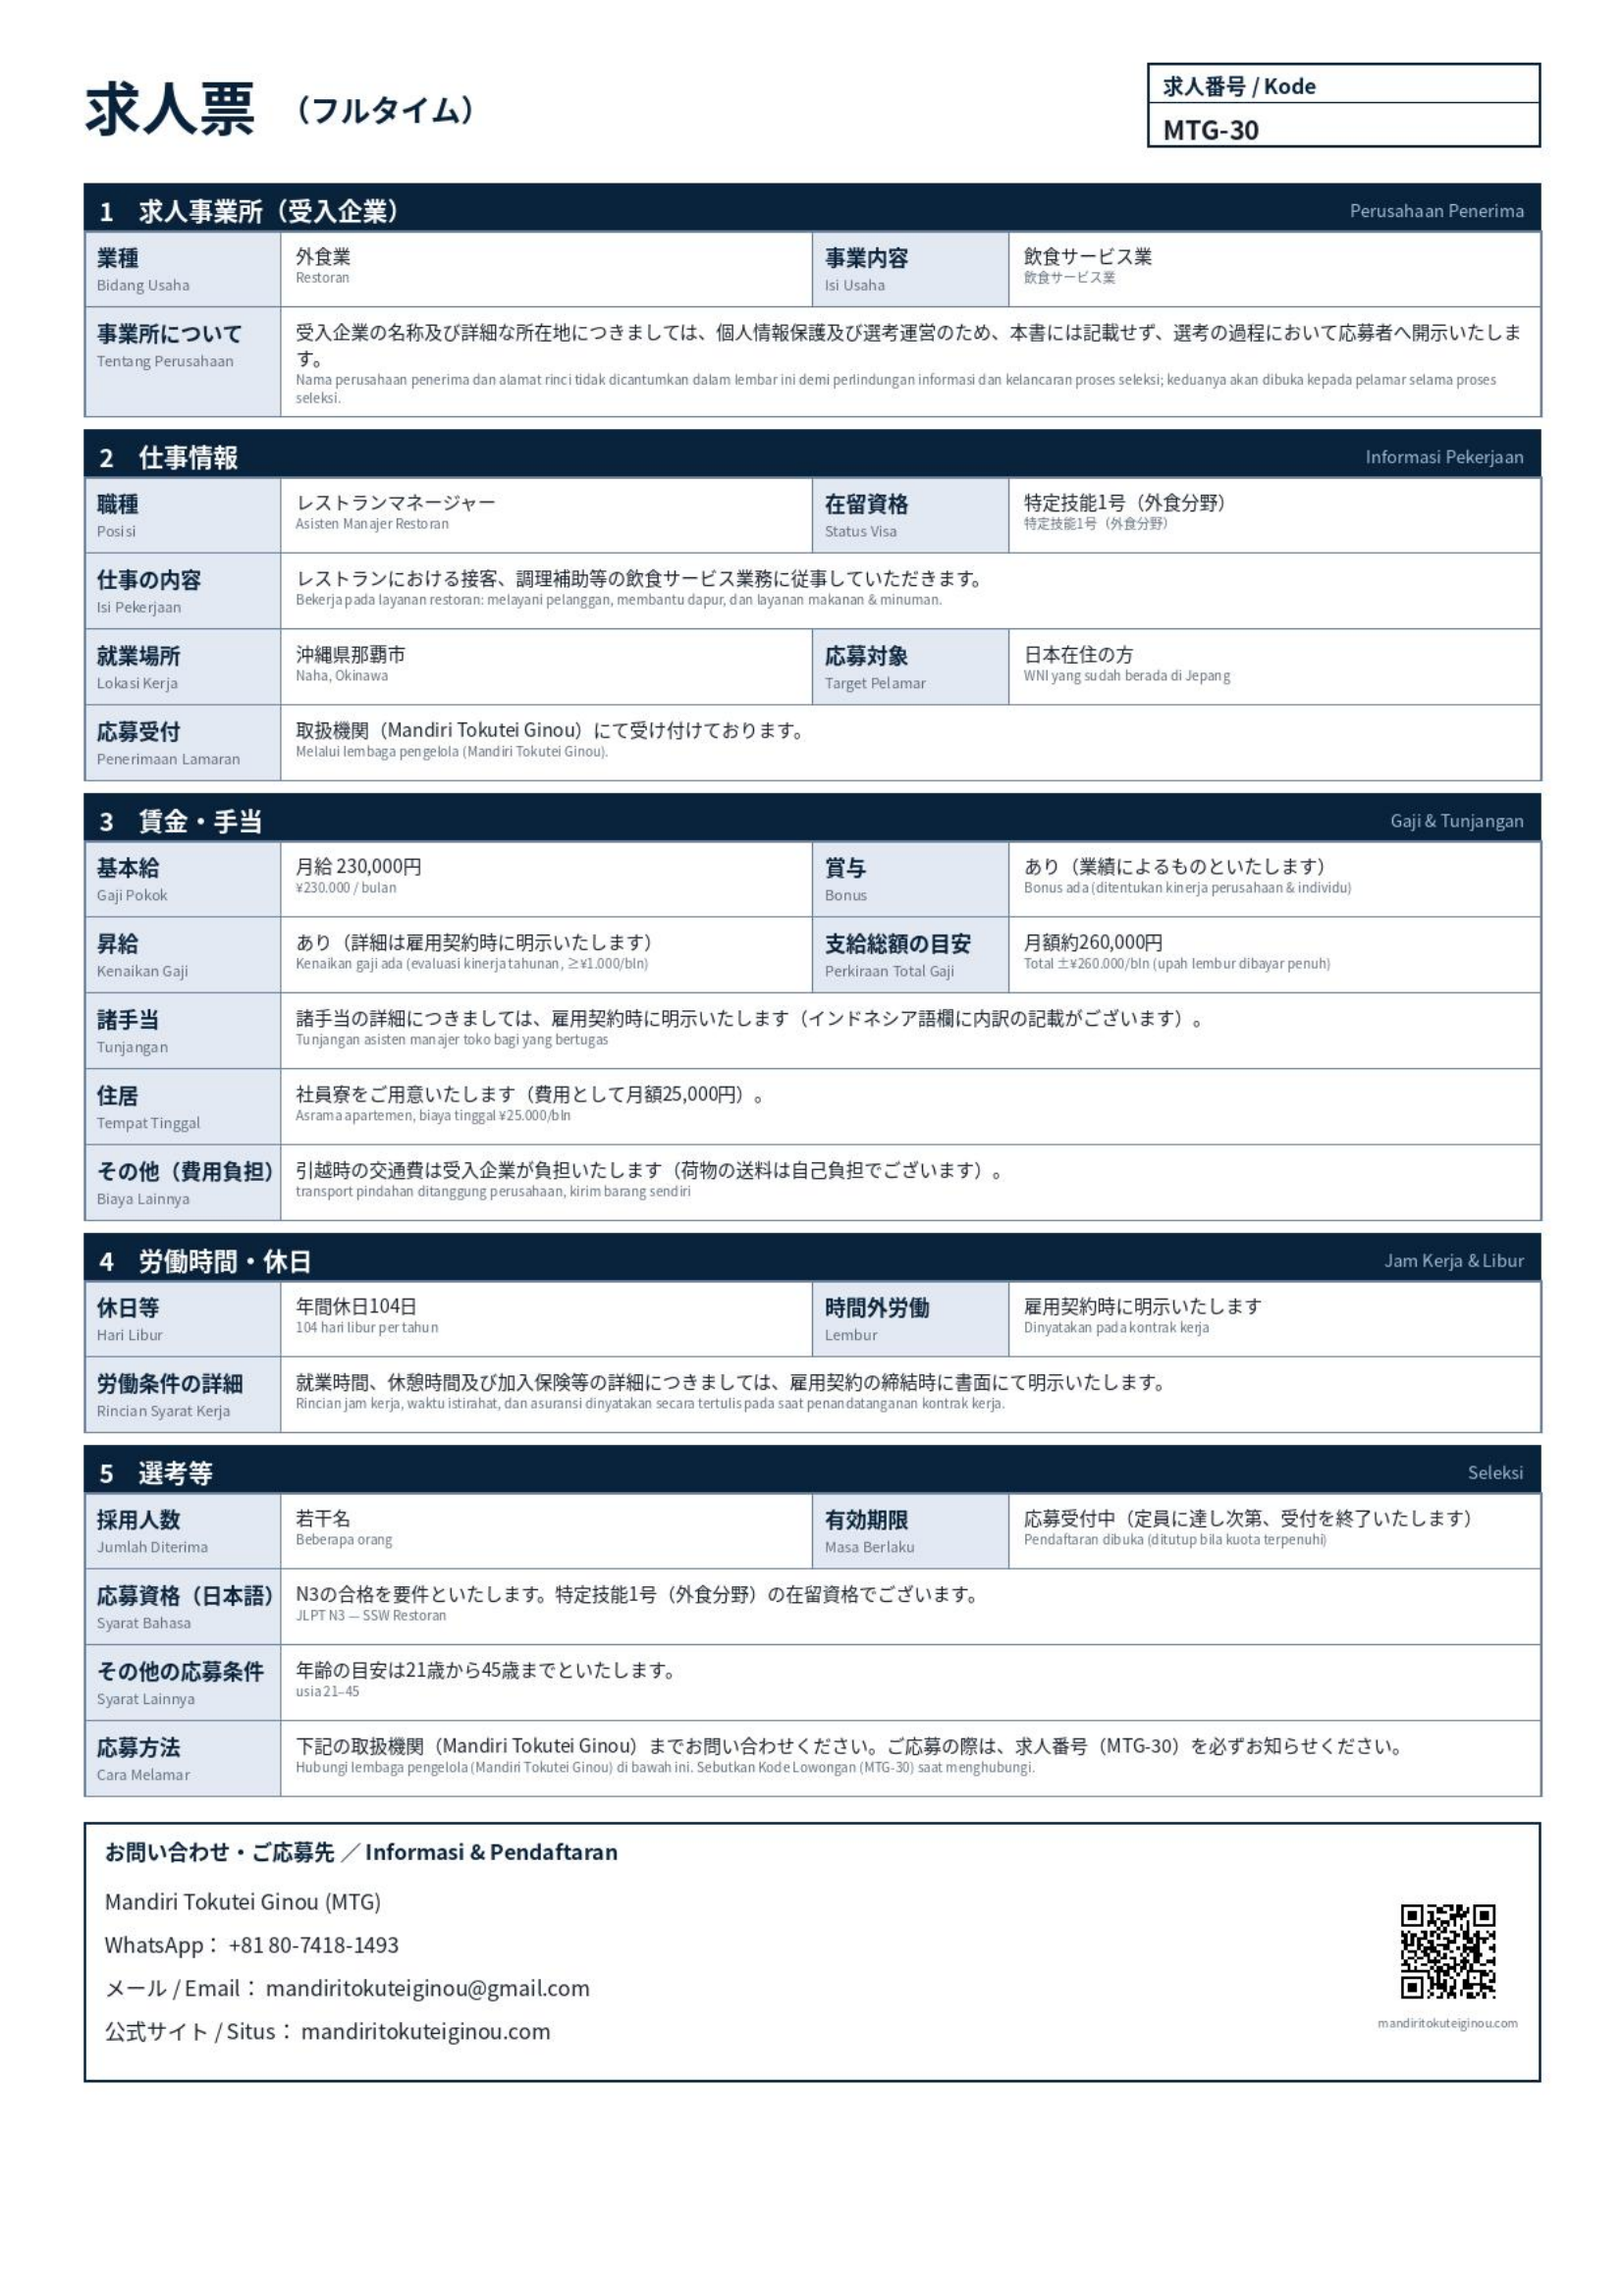 求人票 （フルタイム）
求人番号 / Kode
MTG-30
1 求人事業所（受入企業） Perusahaan Penerima
業種 外食業 事業内容 飲食サービス業
Bidang Usaha Restoran Isi Usaha 飲食サービス業
事業所について 受入企業の名称及び詳細な所在地につきましては、個人情報保護及び選考運営のため、本書には記載せず、選考の過程において応募者へ開示いたしま
す。
Tentang Perusahaan
Nama perusahaan penerima dan alamat rinci tidak dicantumkan dalam lembar ini demi perlindungan informasi dan kelancaran proses seleksi; keduanya akan dibuka kepada pelamar selama proses
seleksi.
2 仕事情報 Informasi Pekerjaan
職種 レストランマネージャー 在留資格 特定技能1号（外食分野）
Posisi Asisten Manajer Restoran Status Visa 特定技能1号（外食分野）
仕事の内容 レストランにおける接客、調理補助等の飲食サービス業務に従事していただきます。
Isi Pekerjaan Bekerja pada layanan restoran: melayani pelanggan, membantu dapur, dan layanan makanan & minuman.
就業場所 沖縄県那覇市 応募対象 日本在住の方
Lokasi Kerja Naha, Okinawa Target Pelamar WNI yang sudah berada di Jepang
応募受付 取扱機関（Mandiri Tokutei Ginou）にて受け付けております。
Penerimaan Lamaran Melalui lembaga pengelola (Mandiri Tokutei Ginou).
3 賃金・手当 Gaji & Tunjangan
基本給 月給 230,000円 賞与 あり（業績によるものといたします）
Gaji Pokok ¥230.000 / bulan Bonus Bonus ada (ditentukan kinerja perusahaan & individu)
昇給 あり（詳細は雇用契約時に明示いたします） 支給総額の目安 月額約260,000円
Kenaikan Gaji Kenaikan gaji ada (evaluasi kinerja tahunan, ≥¥1.000/bln) Perkiraan Total Gaji Total ±¥260.000/bln (upah lembur dibayar penuh)
諸手当 諸手当の詳細につきましては、雇用契約時に明示いたします（インドネシア語欄に内訳の記載がございます）。
Tunjangan Tunjangan asisten manajer toko bagi yang bertugas
住居 社員寮をご用意いたします（費用として月額25,000円）。
Tempat Tinggal Asrama apartemen, biaya tinggal ¥25.000/bln
その他（費用負担） 引越時の交通費は受入企業が負担いたします（荷物の送料は自己負担でございます）。
Biaya Lainnya transport pindahan ditanggung perusahaan, kirim barang sendiri
4 労働時間・休日 Jam Kerja & Libur
休日等 年間休日104日 時間外労働 雇用契約時に明示いたします
Hari Libur 104 hari libur per tahun Lembur Dinyatakan pada kontrak kerja
労働条件の詳細 就業時間、休憩時間及び加入保険等の詳細につきましては、雇用契約の締結時に書面にて明示いたします。
Rincian Syarat Kerja Rincian jam kerja, waktu istirahat, dan asuransi dinyatakan secara tertulis pada saat penandatanganan kontrak kerja.
5 選考等 Seleksi
採用人数 若干名 有効期限 応募受付中（定員に達し次第、受付を終了いたします）
Jumlah Diterima Beberapa orang Masa Berlaku Pendaftaran dibuka (ditutup bila kuota terpenuhi)
応募資格（日本語） N3の合格を要件といたします。特定技能1号（外食分野）の在留資格でございます。
Syarat Bahasa JLPT N3 — SSW Restoran
その他の応募条件 年齢の目安は21歳から45歳までといたします。
Syarat Lainnya usia 21–45
応募方法 下記の取扱機関（Mandiri Tokutei Ginou）までお問い合わせください。ご応募の際は、求人番号（MTG-30）を必ずお知らせください。
Cara Melamar Hubungi lembaga pengelola (Mandiri Tokutei Ginou) di bawah ini. Sebutkan Kode Lowongan (MTG-30) saat menghubungi.
お問い合わせ・ご応募先 ／ Informasi & Pendaftaran
Mandiri Tokutei Ginou (MTG)
WhatsApp： +81 80-7418-1493
メール / Email： mandiritokuteiginou@gmail.com
公式サイト / Situs： mandiritokuteiginou.com
mandiritokuteiginou.com